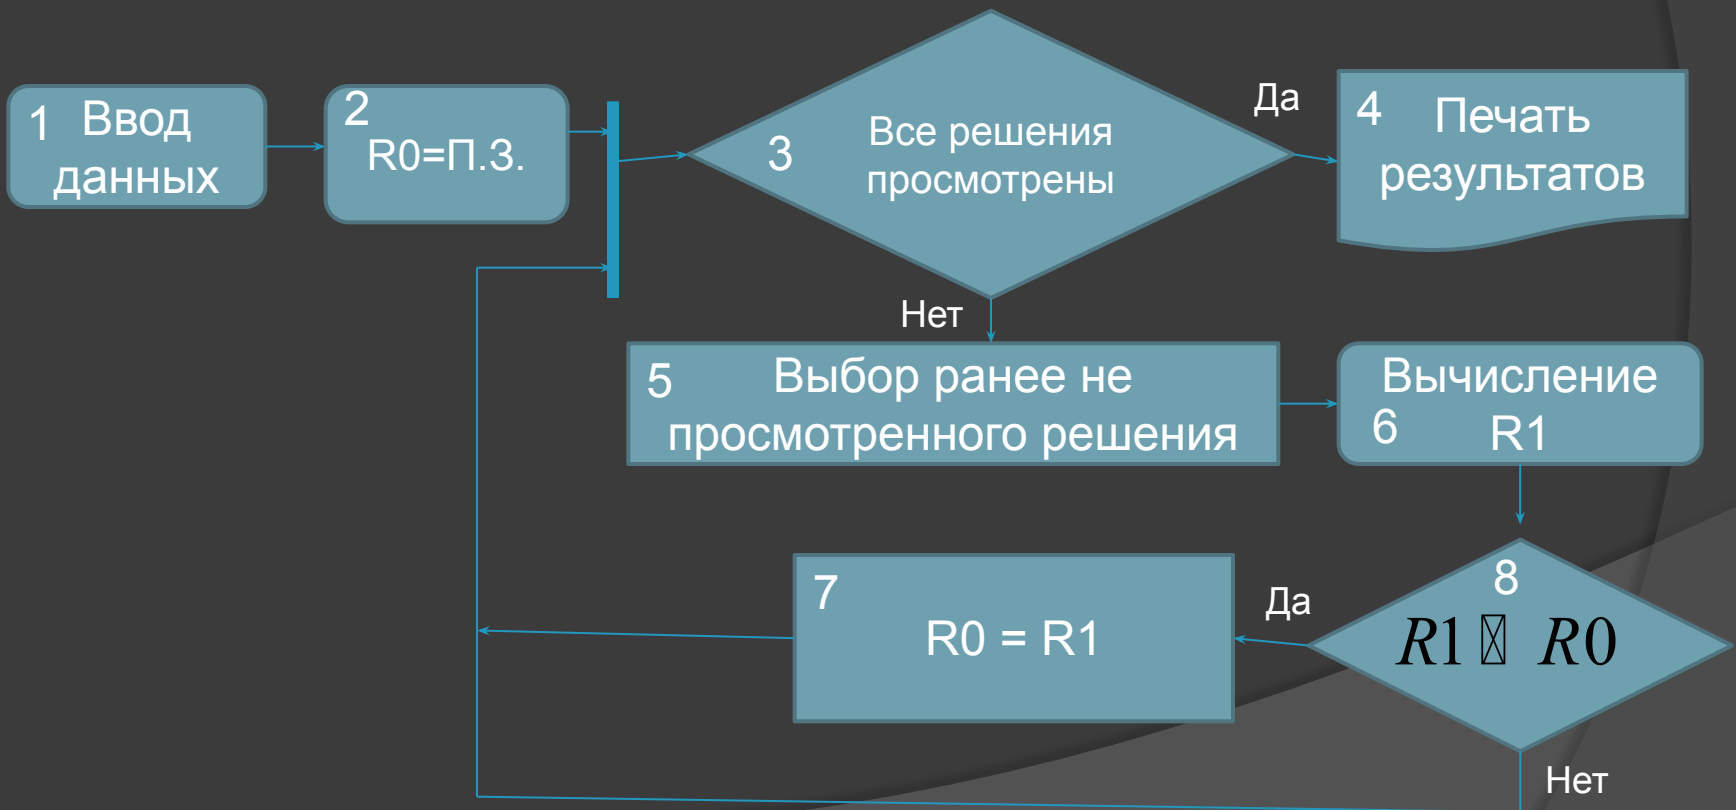 1 Ввод
данных
2
R0=П.З.
3
Все решения
просмотрены
Да
4 Печать
результатов
Нет
5 Выбор ранее не
просмотренного решения
Вычисление
6 R1
8
R1 R0
Да
7
R0 = R1
Нет